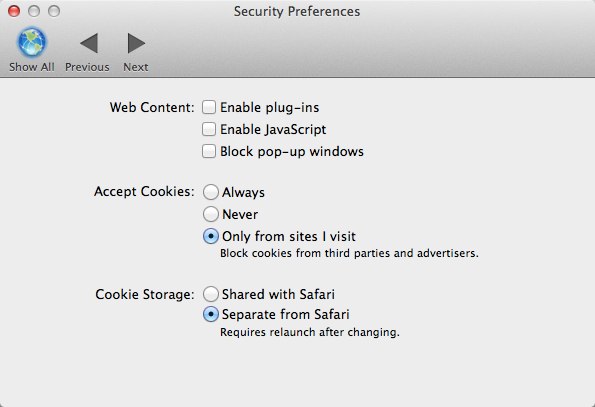 Security Preferences
Show All Previous Next
Web Content: Enable plug-ins
Enable JavaScript
Block pop-up windows
Accept Cookies: Always
Never
Only from sites I visit
Block cookies from third parties and advertisers.
Cookie Storage: Shared with Safari
Separate from Safari
Requires relaunch after changing.